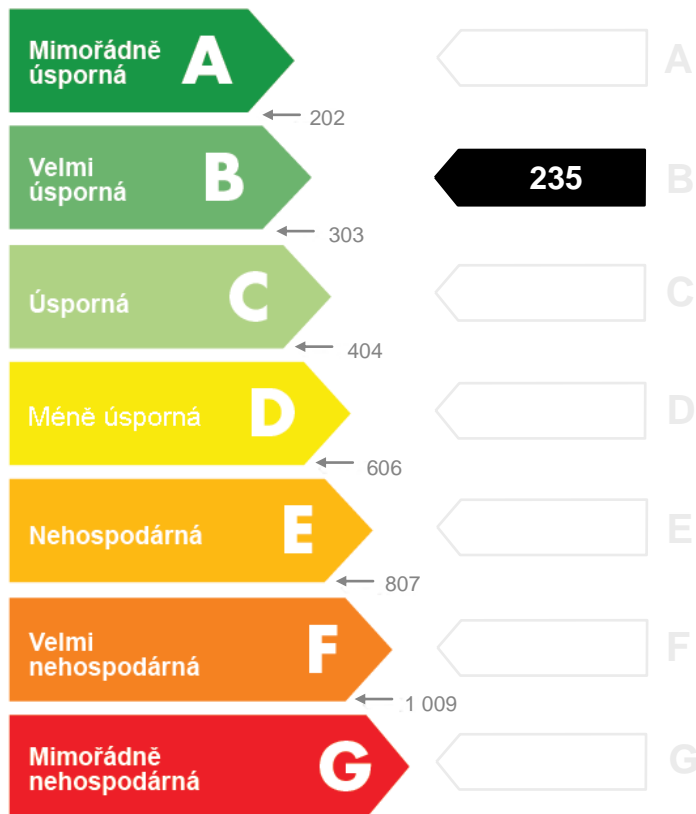 Mimořádně
úsporná
A
A
202
Velmi
úsporná
B
235
B
303
Úsporná
C
C
404
Méně úsporná
D
D
606
Nehospodárná
E
E
807
Velmi
nehospodárná
F
F
1 009
Mimořádně
nehospodárná
G
G